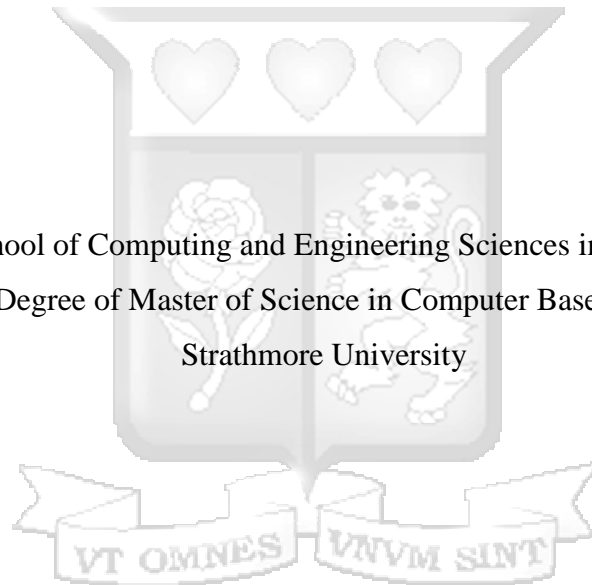 hool of Computing and Engineering Sciences in
Degree of Master of Science in Computer Base
Strathmore University
VT OMNES VNVM SINT